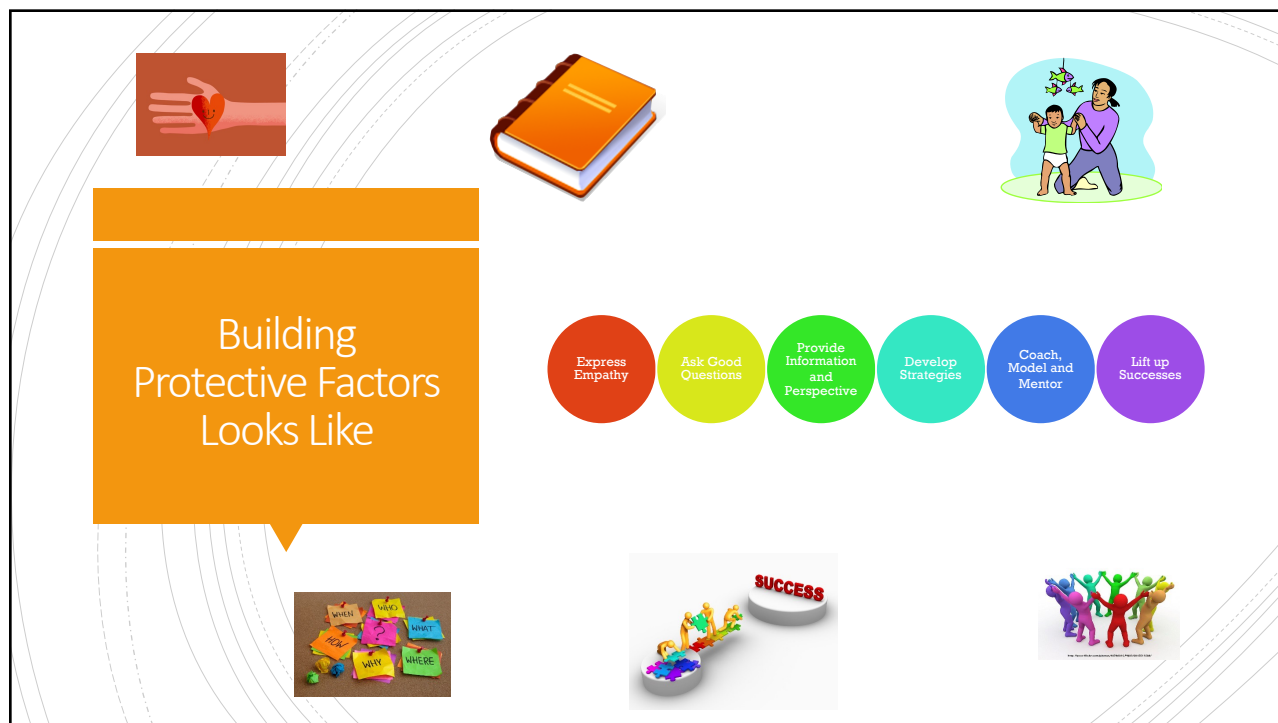 Building
Protective Factors
Looks Like
Express
Empathy
Ask Good
Questions
Provide
Information
and
Perspective
Develop
Strategies
Coach,
Model and
Mentor
Lift up
Successes
WHEN
WHO
?
WHAT
HOW
WHY
WHERE
SUCCESS